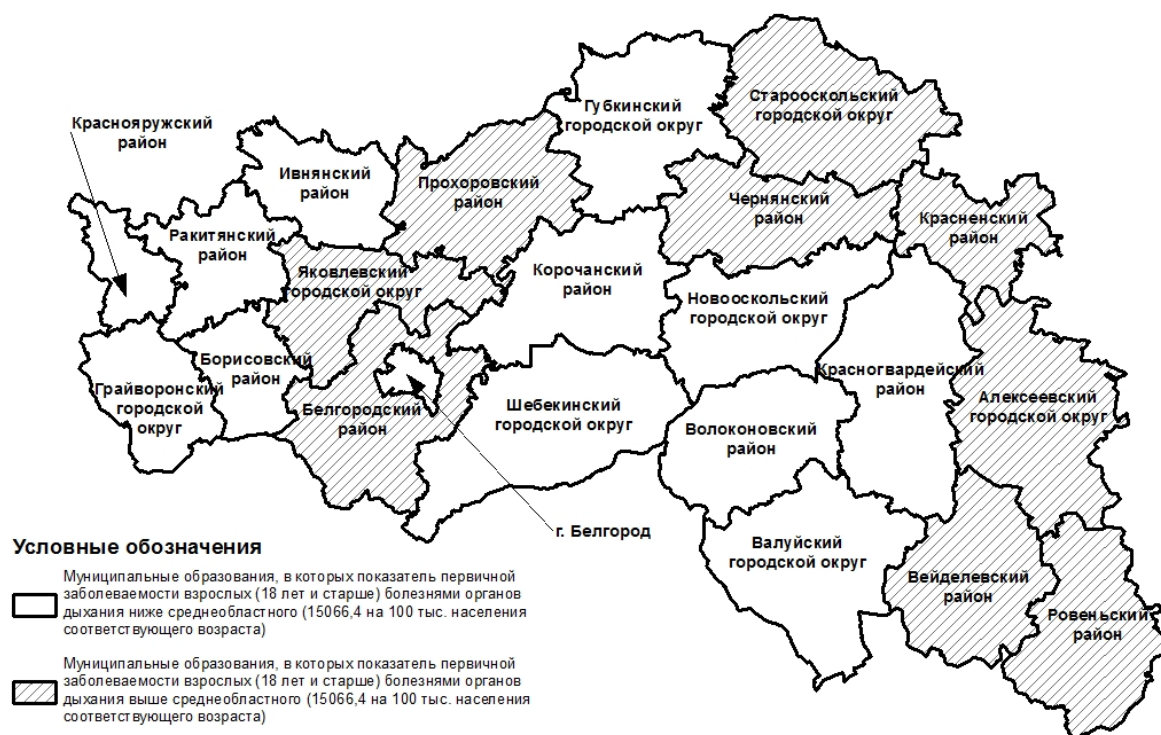 Краснояружский
район
Ивнянский
район
Прохоровский
район
Губкинский
городской округ
Старооскольский
городской округ
Чернянский
район
Красненский
район
Ракитянский
район
Яковлевский
городской округ
Корочанский
район
Новооскольский
городской округ
Грайворонский
городской
округ
Борисовский
район
Белгородский
район
Шебекинский
городской округ
Волоконовский
район
Красногвардейский
район
Алексеевский
городской округ
г. Белгород
Валуйский
городской округ
Вейделевский
район
Ровеньский
район
Условные обозначения
Муниципальные образования, в которых показатель первичной
заболеваемости взрослых (18 лет и старше) болезнями органов
дыхания ниже среднеобластного (15066,4 на 100 тыс. населения
соответствующего возраста)
Муниципальные образования, в которых показатель первичной
заболеваемости взрослых (18 лет и старше) болезнями органов
дыхания выше среднеобластного (15066,4 на 100 тыс. населения
соответствующего возраста)